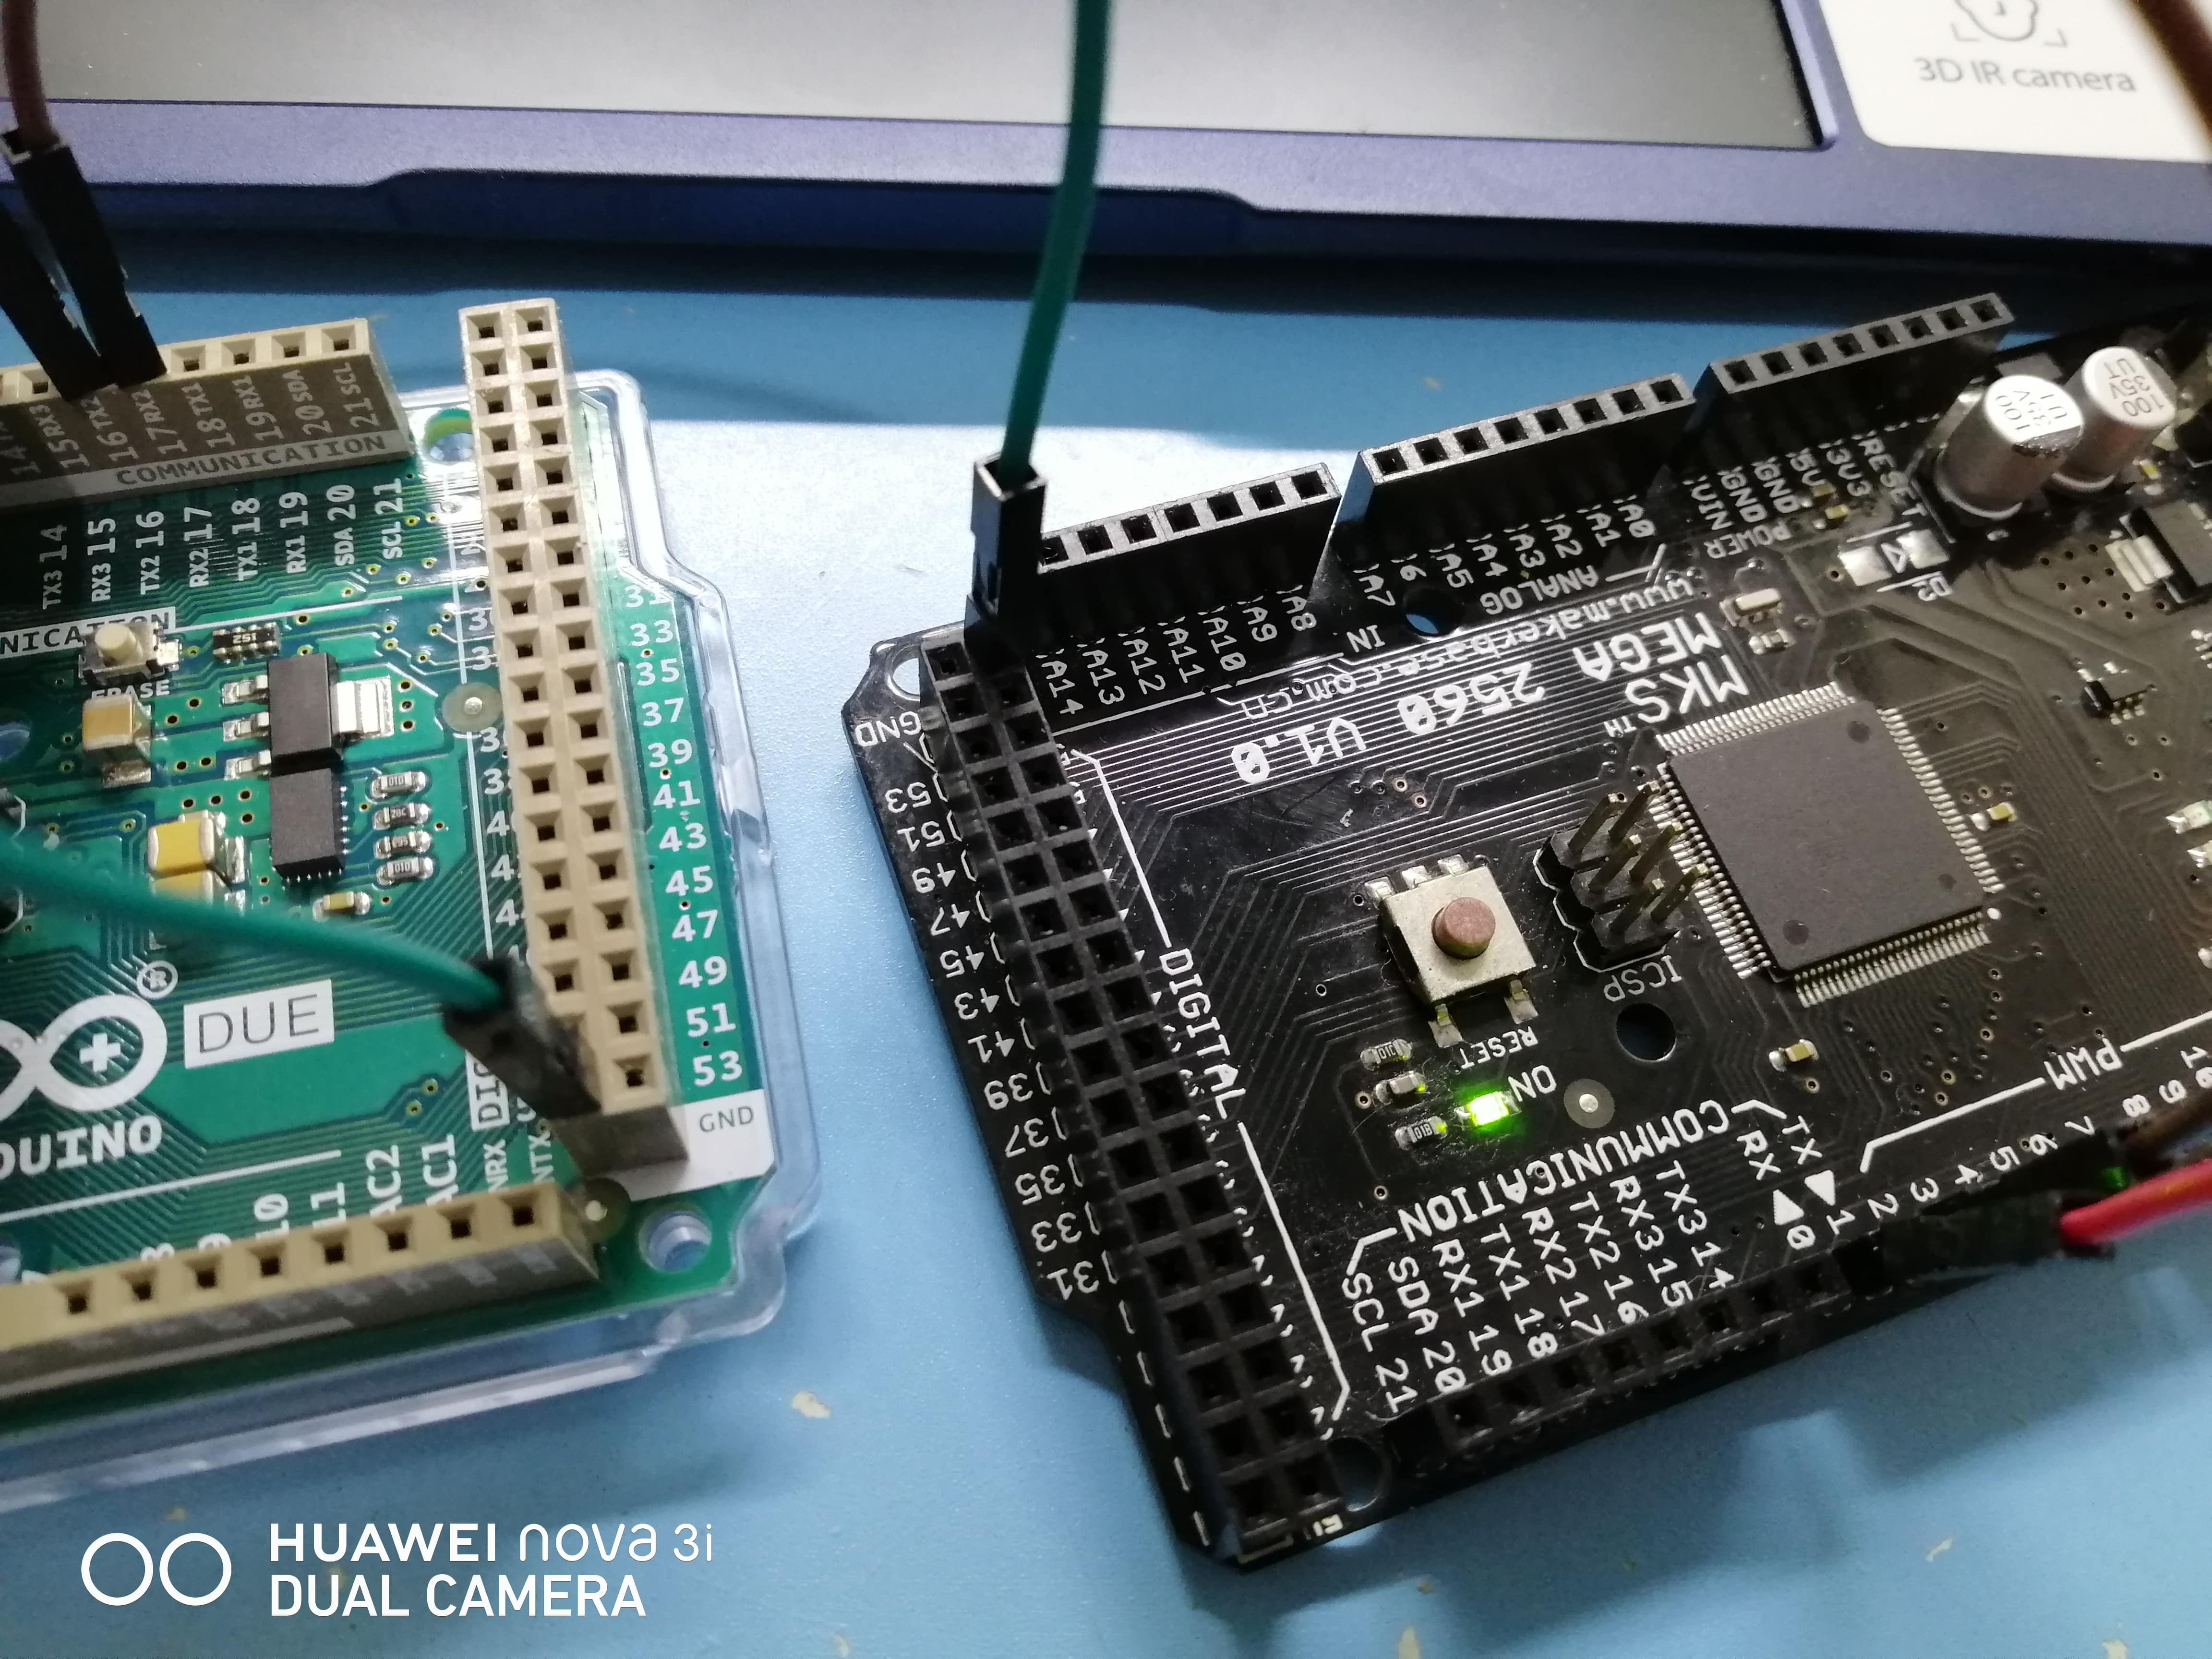 3D IR camera
15 RX3
16 TX2
17 RX2
18 TX1
19 RX1
20 SDA
21 SCL
COMMUNICATION
TX3 14
RX3 15
TX2 16
RX2 17
TX1 18
RX1 19
SDA 20
SCL 21
ERASE
31
33
35
37
39
41
43
45
47
49
51
53
GND
DUE
®
AC2
AC1
RESET
3V3
5V
GND
GND
VIN
POWER
A0
A1
A2
A3
A4
A5
6
A7
ANALOG
IN
A8
A9
A10
A11
A12
A13
A14
www.makerbase.com.cn
MKS™
MEGA 2560 V1.0
D2
100
35V
UT
GND
53
51
49
47
45
43
41
39
37
35
33
31
DIGITAL
ICSP
RESET
ON
COMMUNICATION
TX
RX
PWM
10
9
8
7
6
5
4
3
2
1
0
TX3 14
RX3 15
TX2 16
RX2 17
TX1 18
RX1 19
SDA 20
SCL 21
HUAWEI nova 3i
DUAL CAMERA